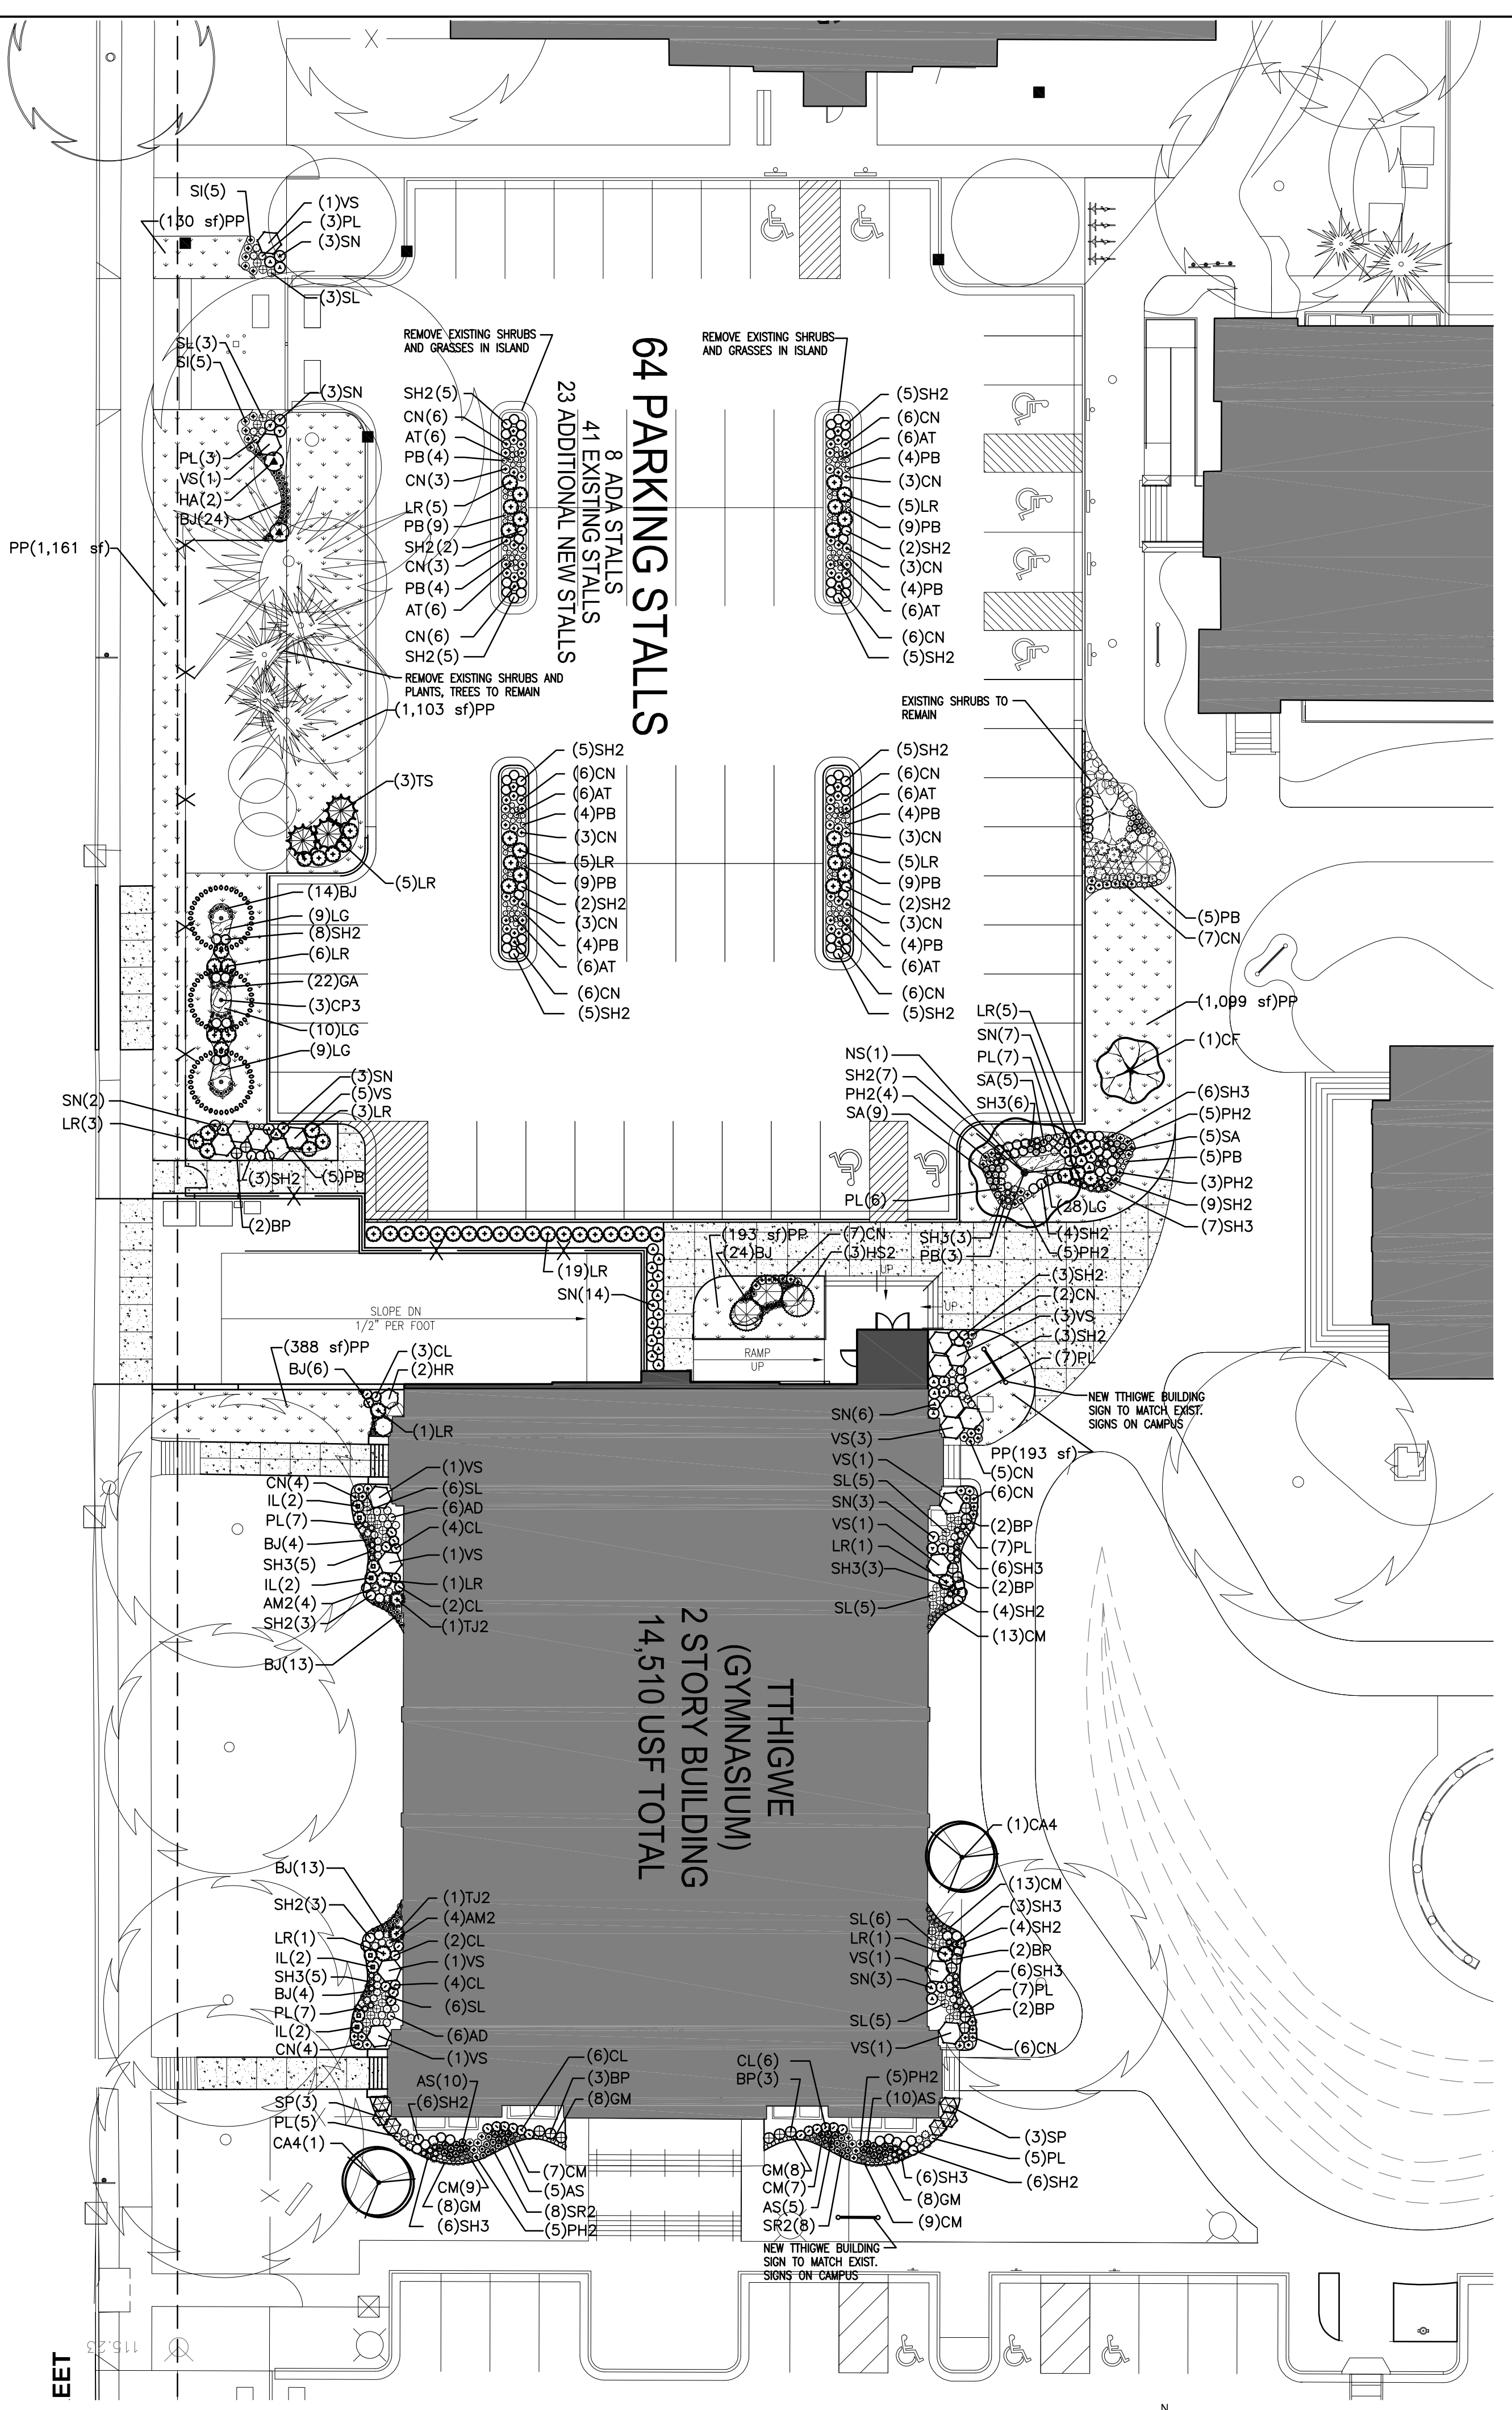 SI(5)
(130 sf)PP
(1)VS
(3)PL
(3)SN
(3)SL
SL(3)
SI(5)
(3)SN
PL(3)
VS(1)
HA(2)
BJ(24)
PP(1,161 sf)
REMOVE EXISTING SHRUBS
AND GRASSES IN ISLAND
REMOVE EXISTING SHRUBS
AND GRASSES IN ISLAND
64 PARKING STALLS
8 ADA STALLS
41 EXISTING STALLS
23 ADDITIONAL NEW STALLS
SH2(5)
CN(6)
AT(6)
PB(4)
CN(3)
LR(5)
PB(9)
SH2(2)
CN(3)
PB(4)
AT(6)
CN(6)
SH2(5)
(5)SH2
(6)CN
(6)AT
(4)PB
(3)CN
(5)LR
(9)PB
(2)SH2
(3)CN
(4)PB
(6)AT
(6)CN
(5)SH2
REMOVE EXISTING SHRUBS AND
PLANTS, TREES TO REMAIN
(1,103 sf)PP
EXISTING SHRUBS TO
REMAIN
(3)TS
(5)LR
(5)SH2
(6)CN
(6)AT
(4)PB
(3)CN
(5)LR
(9)PB
(2)SH2
(3)CN
(4)PB
(6)AT
(6)CN
(5)SH2
(5)SH2
(6)CN
(6)AT
(4)PB
(3)CN
(5)LR
(9)PB
(2)SH2
(3)CN
(4)PB
(6)AT
(6)CN
(5)SH2
(14)BJ
(9)LG
(8)SH2
(6)LR
(22)GA
(3)CP3
(10)LG
(9)LG
(5)PB
(7)CN
(1,099 sf)PP
(1)CF
SN(2)
LR(3)
(3)SN
(5)VS
(3)LR
(3)SH2
(5)PB
(2)BP
LR(5)
SN(7)
PL(7)
SA(5)
SH3(6)
NS(1)
SH2(7)
PH2(4)
SA(9)
PL(6)
SH3(3)
PB(3)
(6)SH3
(5)PH2
(5)SA
(5)PB
(3)PH2
(9)SH2
(7)SH3
(28)LG
(4)SH2
(5)PH2
(193 sf)PP
(24)BJ
(7)CN
(3)HS2
UP
UP
(19)LR
SN(14)
SLOPE DN
1/2" PER FOOT
RAMP
UP
(3)SH2
(2)CN
(3)VS
(3)SH2
(7)PL
NEW TTHIGWE BUILDING
SIGN TO MATCH EXIST.
SIGNS ON CAMPUS
(388 sf)PP
BJ(6)
(3)CL
(2)HR
(1)LR
SN(6)
VS(3)
PP(193 sf)
(5)CN
CN(4)
IL(2)
PL(7)
BJ(4)
SH3(5)
IL(2)
AM2(4)
SH2(3)
BJ(13)
(1)VS
(6)SL
(6)AD
(4)CL
(1)VS
(1)LR
(2)CL
(1)TJ2
VS(1)
SL(5)
SN(3)
VS(1)
LR(1)
SH3(3)
SL(5)
(6)CN
(2)BP
(7)PL
(6)SH3
(2)BP
(4)SH2
(13)CM
TTHIGWE
(GYMNASIUM)
2 STORY BUILDING
14,510 USF TOTAL
(1)CA4
BJ(13)
SH2(3)
LR(1)
IL(2)
SH3(5)
BJ(4)
PL(7)
IL(2)
CN(4)
(1)TJ2
(4)AM2
(2)CL
(1)VS
(4)CL
(6)SL
(6)AD
(1)VS
SL(6)
LR(1)
VS(1)
SN(3)
SL(5)
VS(1)
(13)CM
(3)SH3
(4)SH2
(2)BP
(6)SH3
(7)PL
(2)BP
(6)CN
SP(3)
PL(5)
CA4(1)
AS(10)
(6)SH2
(6)CL
(3)BP
(8)GM
CM(9)
(8)GM
(6)SH3
(7)CM
(5)AS
(8)SR2
(5)PH2
CL(6)
BP(3)
(5)PH2
(10)AS
(3)SP
(5)PL
(6)SH2
GM(8)
CM(7)
AS(5)
SR2(8)
(6)SH3
(8)GM
(9)CM
NEW TTHIGWE BUILDING
SIGN TO MATCH EXIST.
SIGNS ON CAMPUS
115.23
EET
N